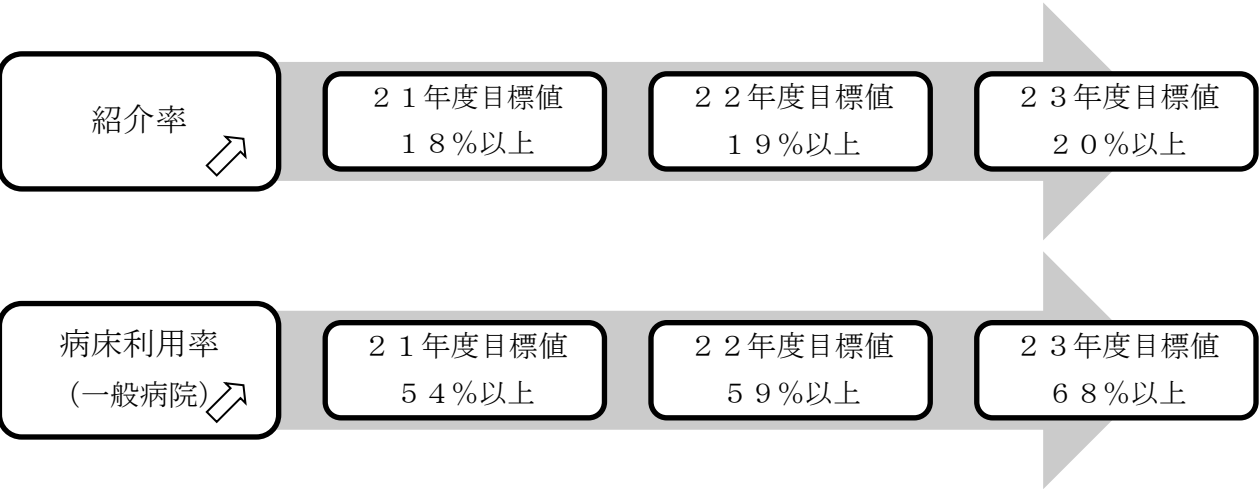 紹介率
２１年度目標値
１８％以上
２２年度目標値
１９％以上
２３年度目標値
２０％以上
病床利用率
（一般病院）
２１年度目標値
５４％以上
２２年度目標値
５９％以上
２３年度目標値
６８％以上